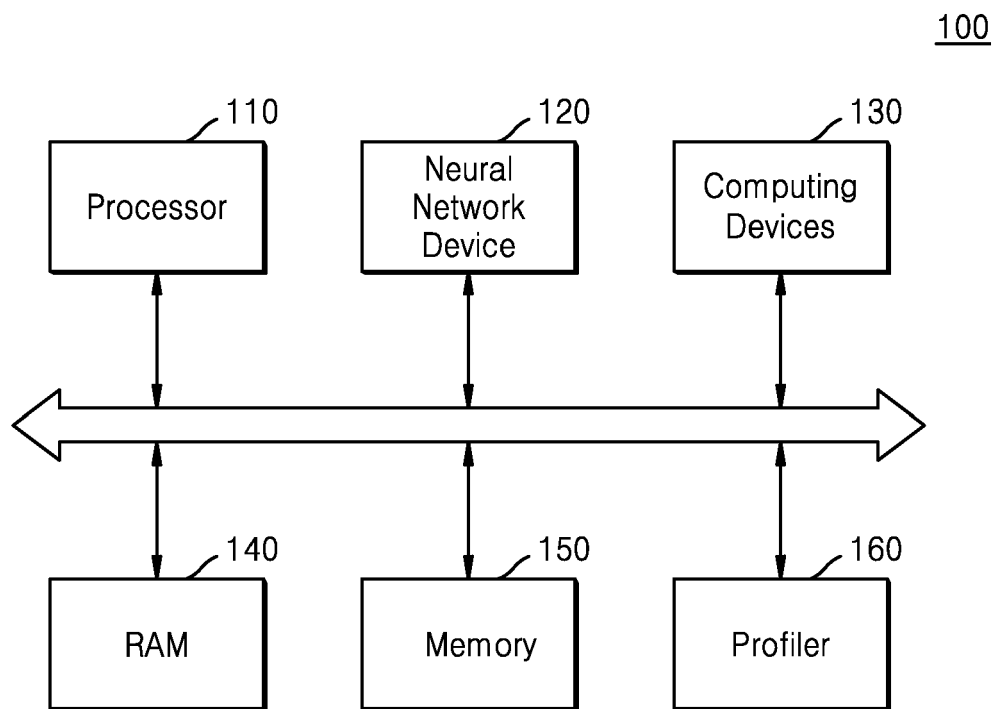 100
110
120
130
Processor
Neural
Network
Device
Computing
Devices
140
150
160
RAM
Memory
Profiler